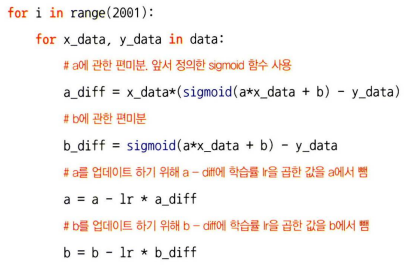 for i in range(2001):
for x_data, y_data in data:
# a에 관한 편미분. 앞서 정의한 sigmoid 함수 사용
a_diff = x_data*(sigmoid(a*x_data + b) - y_data)
# b에 관한 편미분
b_diff = sigmoid(a*x_data + b) - y_data
# a를 업데이트 하기 위해 a - diff에 학습률 lr을 곱한 값을 a에서 뺌
a = a - lr * a_diff
# b를 업데이트 하기 위해 b - diff에 학습률 lr을 곱한 값을 b에서 뺌
b = b - lr * b_diff